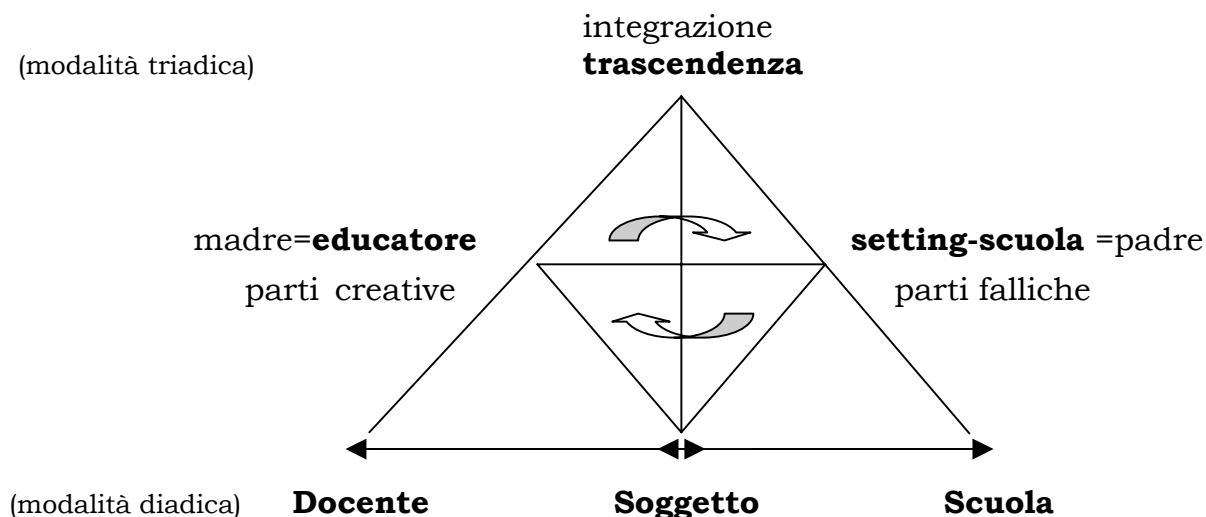 integrazione
(modalità triadica) trascendenza
madre=educatore setting-scuola =padre
parti creative parti falliche
(modalità diadica) Docente Soggetto Scuola